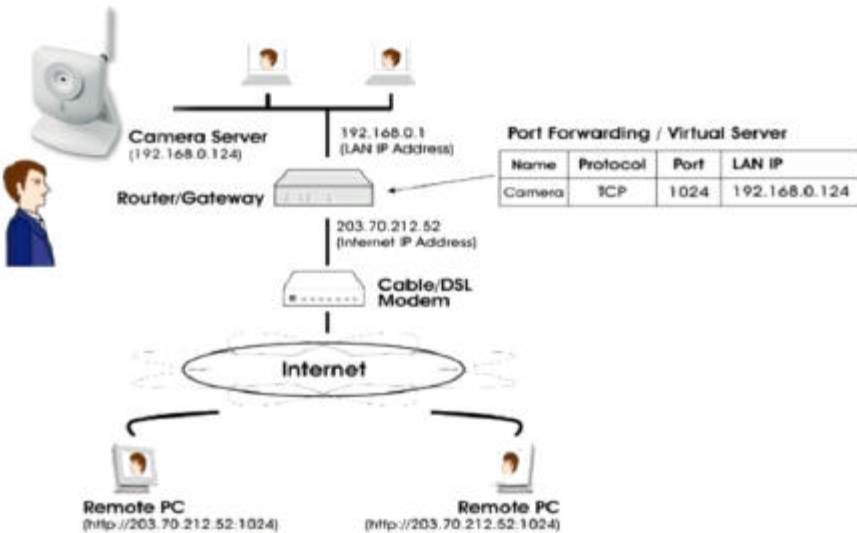 Camera Server
(192.168.0.124)
192.168.0.1
(LAN IP Address)
Port Forwarding / Virtual Server
Name Protocol Port LAN IP
Camera TCP 1024 192.168.0.124
Router/Gateway
203.70.212.52
(Internet IP Address)
Cable/DSL
Modem
Internet
Remote PC
(http://203.70.212.52:1024)
Remote PC
(http://203.70.212.52:1024)